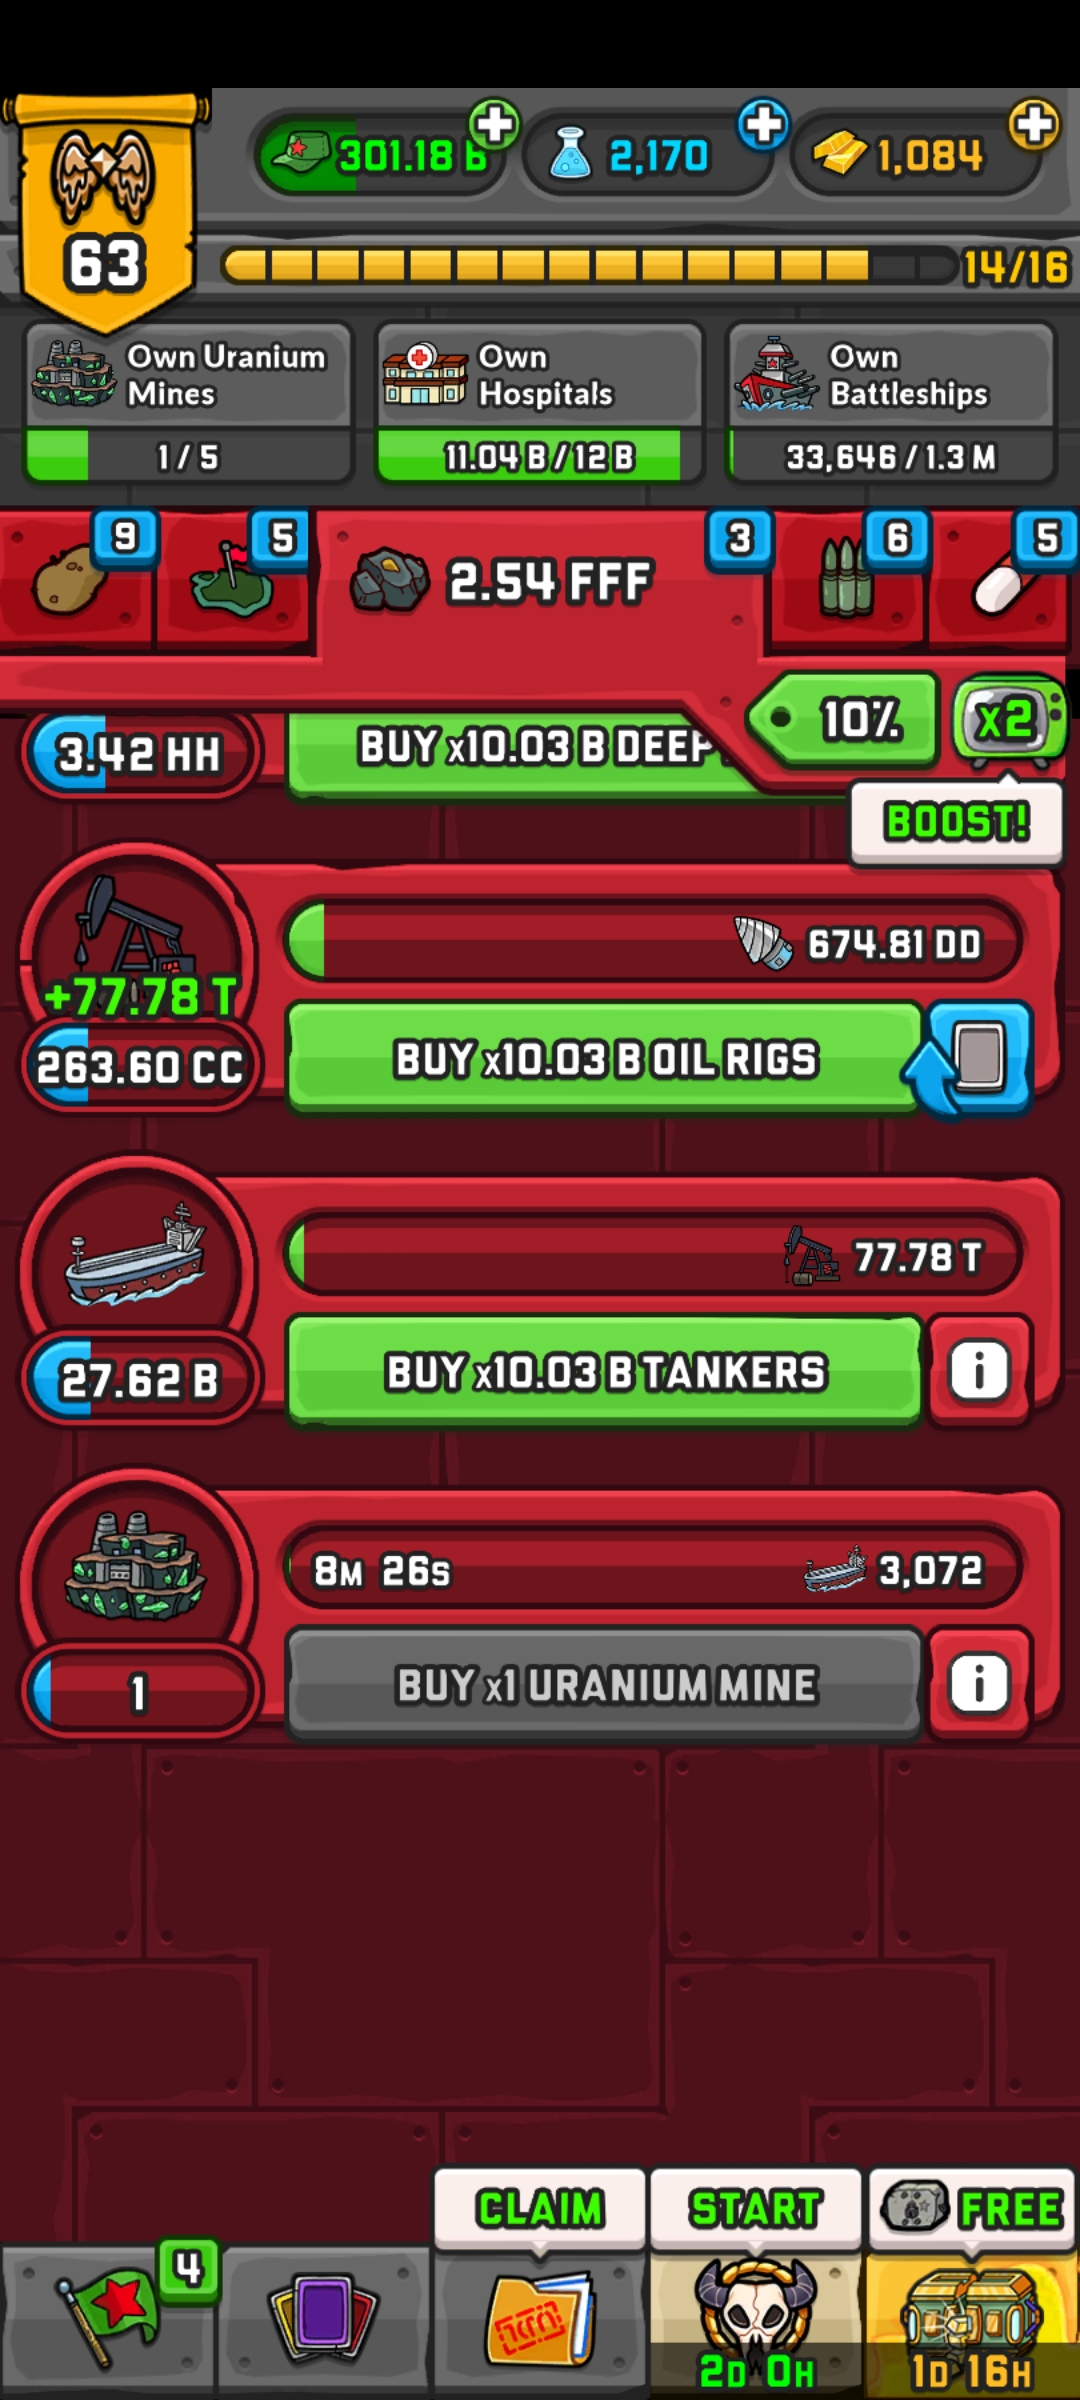 301.18 B
2,170
1,084
63
14/16
Own Uranium
Mines
1 / 5
Own
Hospitals
11.04 B / 12 B
Own
Battleships
33,646 / 1.3 M
9
5
2.54 FFF
3
6
5
10%
x2
BOOST!
3.42 HH
BUY x10.03 B DEEP
+77.78 T
263.60 CC
674.81 DD
BUY x10.03 B OIL RIGS
27.62 B
77.78 T
BUY x10.03 B TANKERS
i
8M 26S
3,072
1
BUY x1 URANIUM MINE
i
CLAIM
START
FREE
4
2D 0H
1D 16H